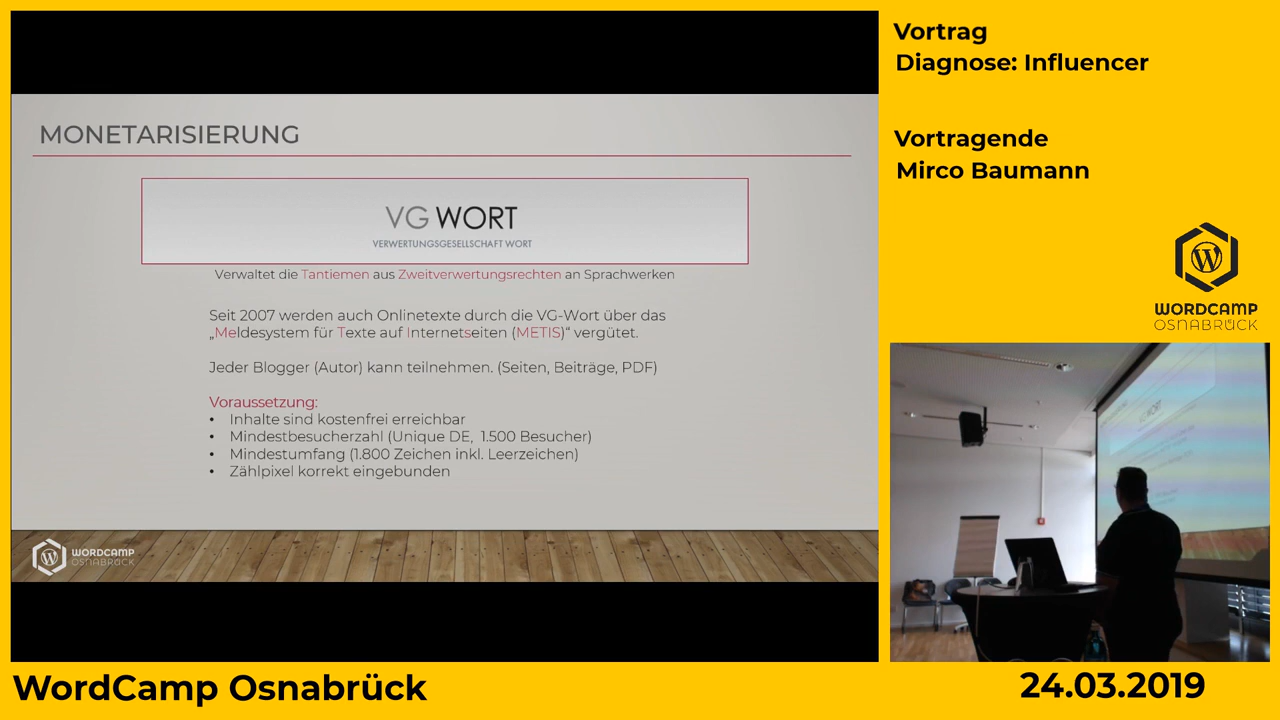 MONETARISIERUNG
VG WORT
VERWERTUNGSGESELLSCHAFT WORT
Verwaltet die Tantiemen aus Zweitverwertungsrechten an Sprachwerken
Seit 2007 werden auch Onlinetexte durch die VG-Wort über das
„Meldesystem für Texte auf Internetseiten (METIS)“ vergütet.
Jeder Blogger (Autor) kann teilnehmen. (Seiten, Beiträge, PDF)
Voraussetzung:
• Inhalte sind kostenfrei erreichbar
• Mindestbesucherzahl (Unique DE, 1.500 Besucher)
• Mindestumfang (1.800 Zeichen inkl. Leerzeichen)
• Zählpixel korrekt eingebunden
WORDCAMP
OSNABRÜCK
Vortrag
Diagnose: Influencer
Vortragende
Mirco Baumann
WORDCAMP
OSNABRÜCK
WORT
WordCamp Osnabrück
24.03.2019